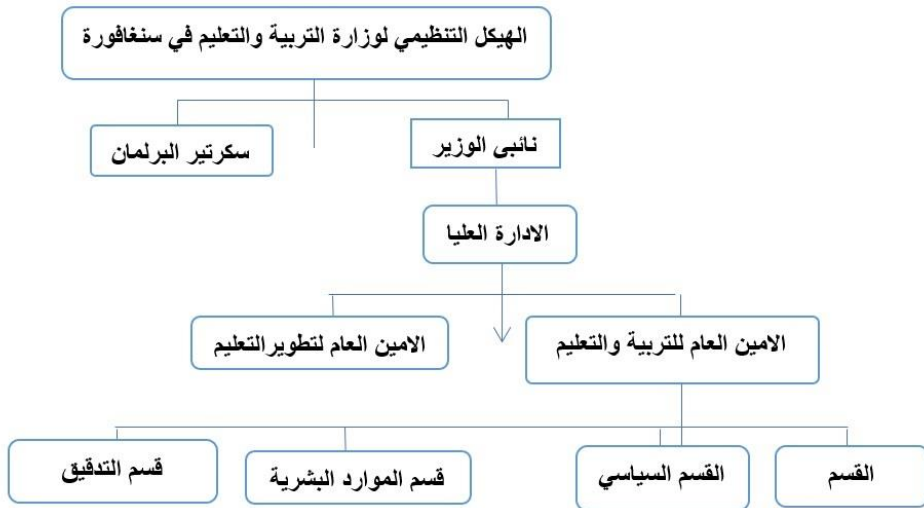 الهيكل التنظيمي لوزارة التربية والتعليم في سنغافورة
نائبى الوزير
سكرتير البرلمان
الادارة العليا
الامين العام للتربية والتعليم
الامين العام لتطويرالتعليم
القسم
القسم السياسي
قسم الموارد البشرية
قسم التدقيق